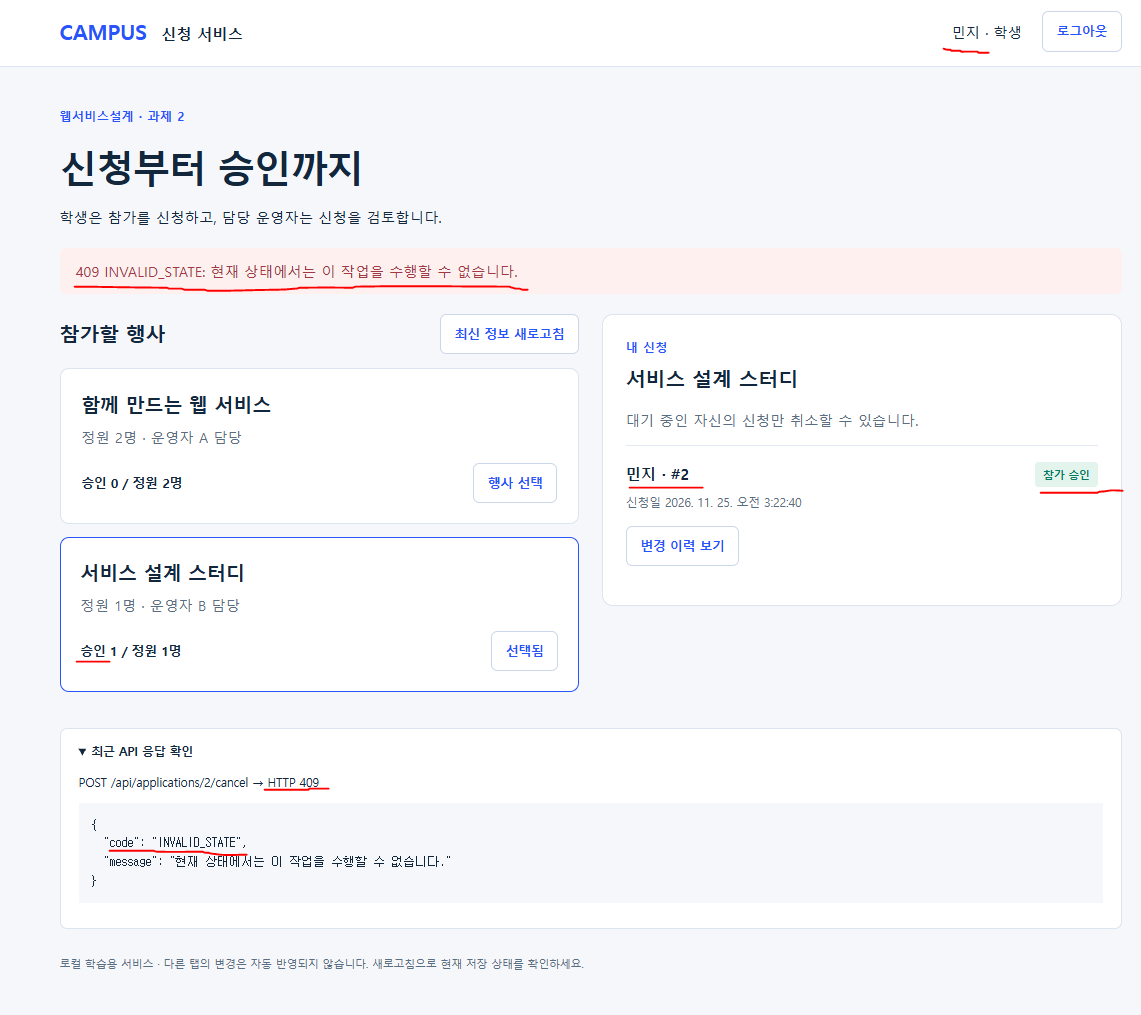 CAMPUS 신청 서비스
민지 · 학생
로그아웃
웹서비스설계 · 과제 2
신청부터 승인까지
학생은 참가를 신청하고, 담당 운영자는 신청을 검토합니다.
409 INVALID_STATE: 현재 상태에서는 이 작업을 수행할 수 없습니다.
참가할 행사
최신 정보 새로고침
함께 만드는 웹 서비스
정원 2명 · 운영자 A 담당
승인 0 / 정원 2명
행사 선택
서비스 설계 스터디
정원 1명 · 운영자 B 담당
승인 1 / 정원 1명
선택됨
내 신청
서비스 설계 스터디
대기 중인 자신의 신청만 취소할 수 있습니다.
민지 · #2
참가 승인
신청일 2026. 11. 25. 오전 3:22:40
변경 이력 보기
▼ 최근 API 응답 확인
POST /api/applications/2/cancel → HTTP 409
{
"code": "INVALID_STATE",
"message": "현재 상태에서는 이 작업을 수행할 수 없습니다."
}
로컬 학습용 서비스 · 다른 탭의 변경은 자동 반영되지 않습니다. 새로고침으로 현재 저장 상태를 확인하세요.